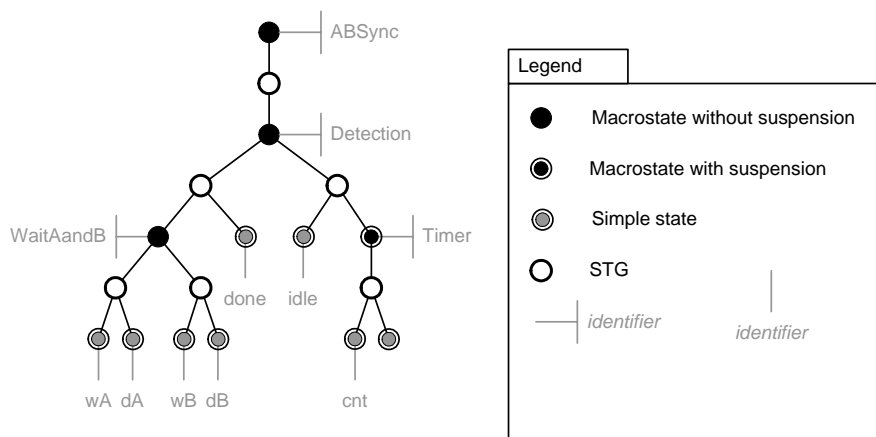 ABSync
Legend
Macrostate without suspension
Detection
Macrostate with suspension
Simple state
WaitAandB
Timer
STG
done
idle
identifier
identifier
wA
dA
wB
dB
cnt